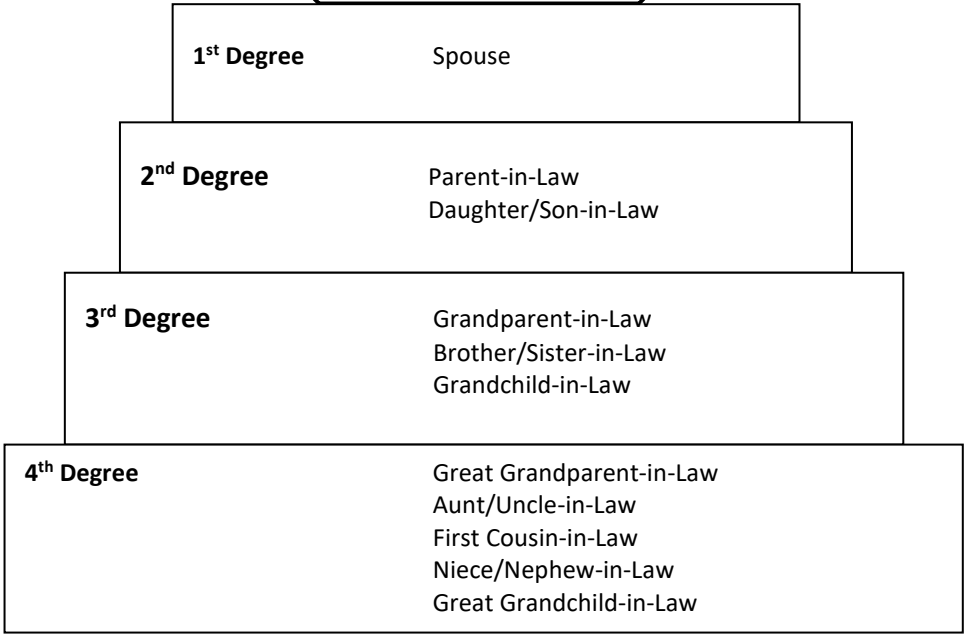 1st Degree Spouse
2nd Degree Parent-in-Law
Daughter/Son-in-Law
3rd Degree Grandparent-in-Law
Brother/Sister-in-Law
Grandchild-in-Law
4th Degree Great Grandparent-in-Law
Aunt/Uncle-in-Law
First Cousin-in-Law
Niece/Nephew-in-Law
Great Grandchild-in-Law